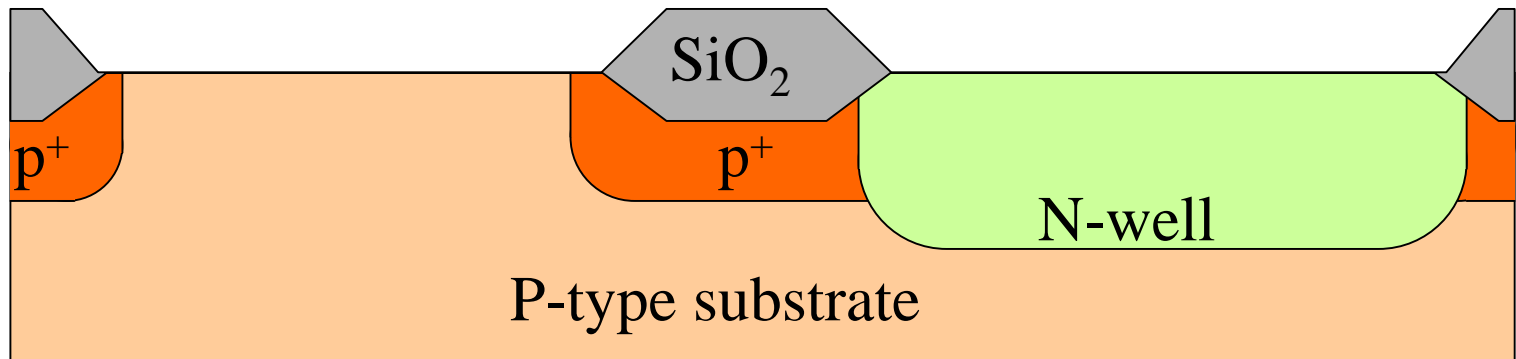 SiO₂
p⁺
p⁺
N-well
P-type substrate